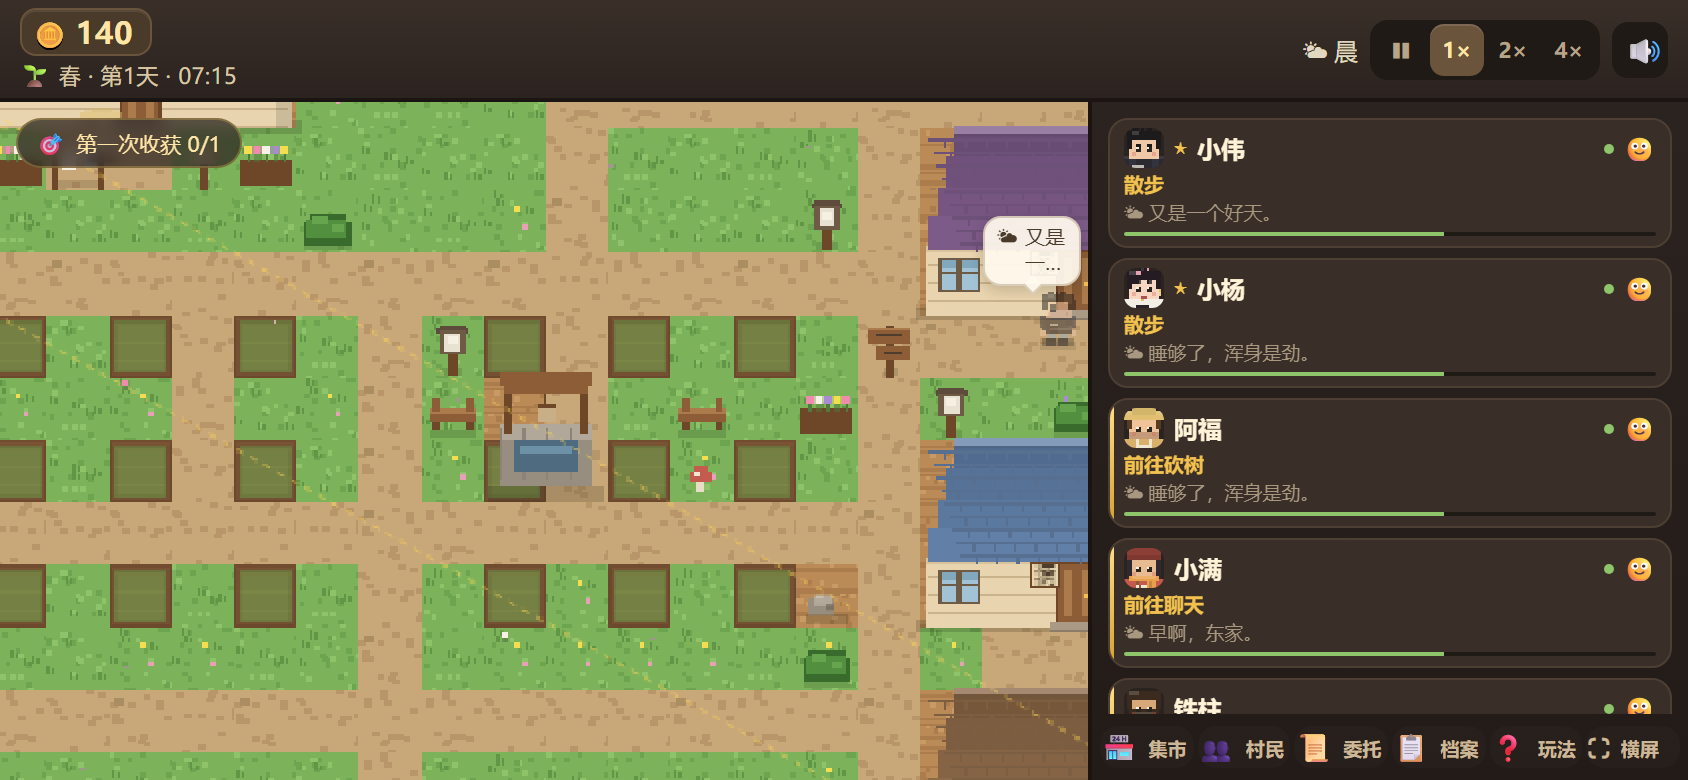 140
春 · 第1天 · 07:15
晨
1×
2×
4×
第一次收获 0/1
又是
一…
小伟
散步
又是一个好天。
小杨
散步
睡够了，浑身是劲。
阿福
前往砍树
睡够了，浑身是劲。
小满
前往聊天
早啊，东家。
铁柱
24 H
集市
村民
委托
档案
玩法
横屏